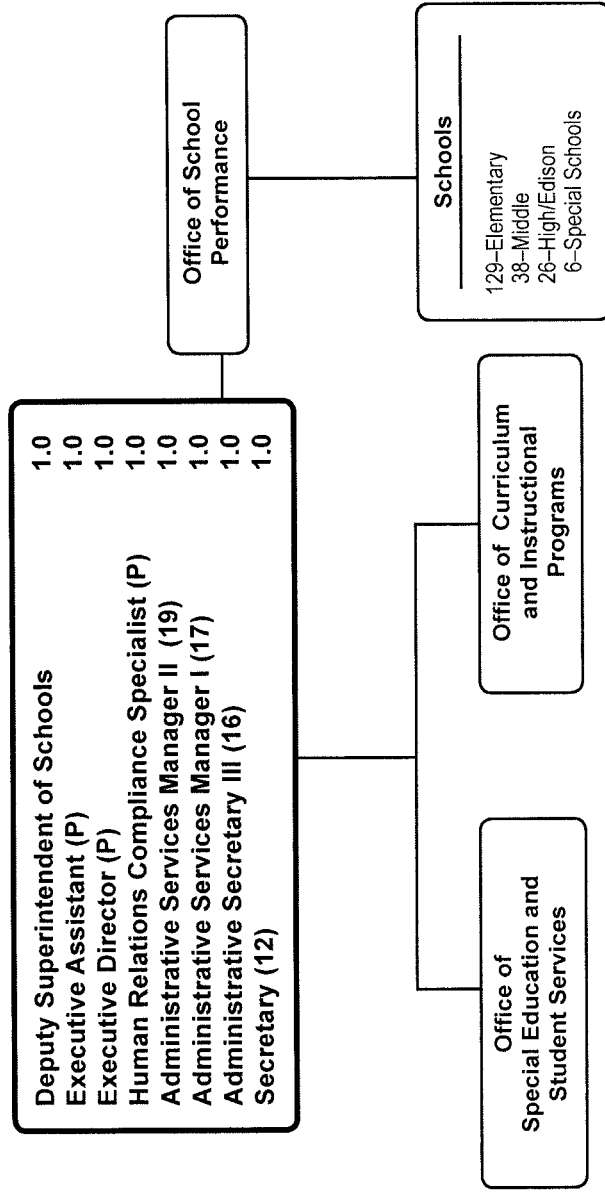 Deputy Superintendent of Schools 1.0
Executive Assistant (P) 1.0
Executive Director (P) 1.0
Human Relations Compliance Specialist (P) 1.0
Administrative Services Manager II (19) 1.0
Administrative Services Manager I (17) 1.0
Administrative Secretary III (16) 1.0
Secretary (12) 1.0
Office of School
Performance
Schools
129–Elementary
38–Middle
26–High/Edison
6–Special Schools
Office of
Special Education and
Student Services
Office of Curriculum
and Instructional
Programs